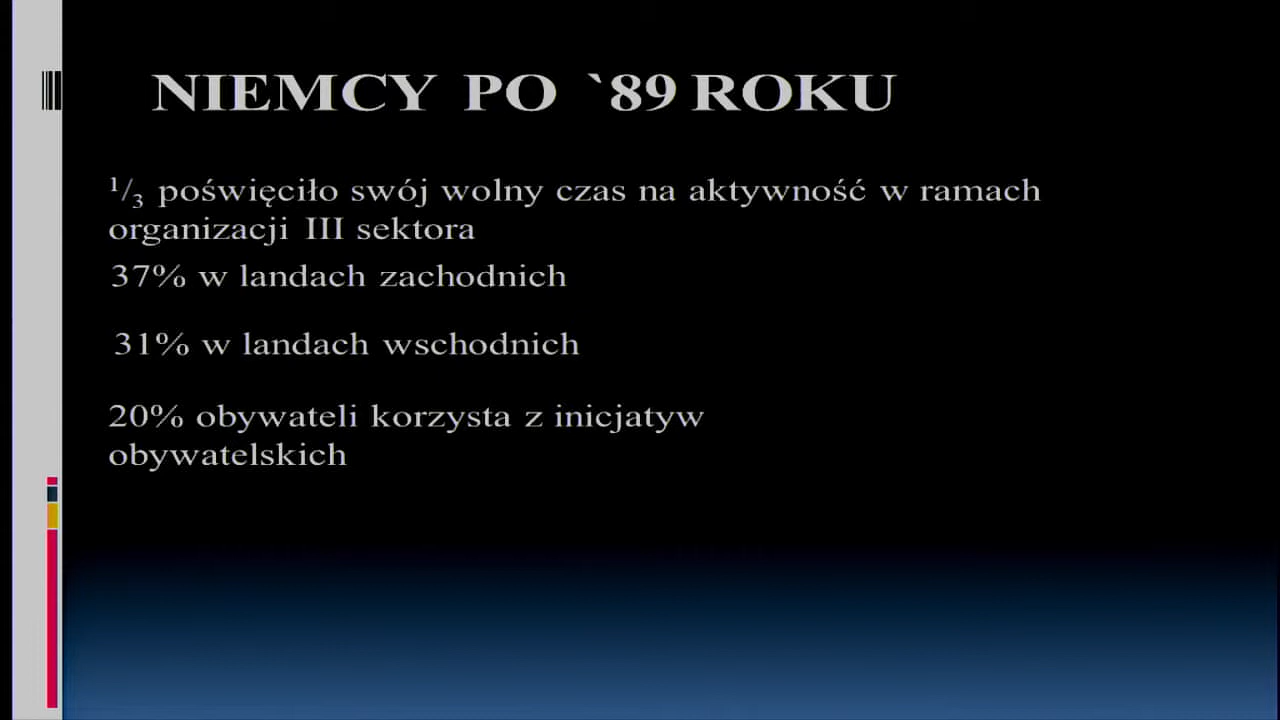 NIEMCY PO `89 ROKU
⅓ poświęciło swój wolny czas na aktywność w ramach
organizacji III sektora
37% w landach zachodnich
31% w landach wschodnich
20% obywateli korzysta z inicjatyw
obywatelskich